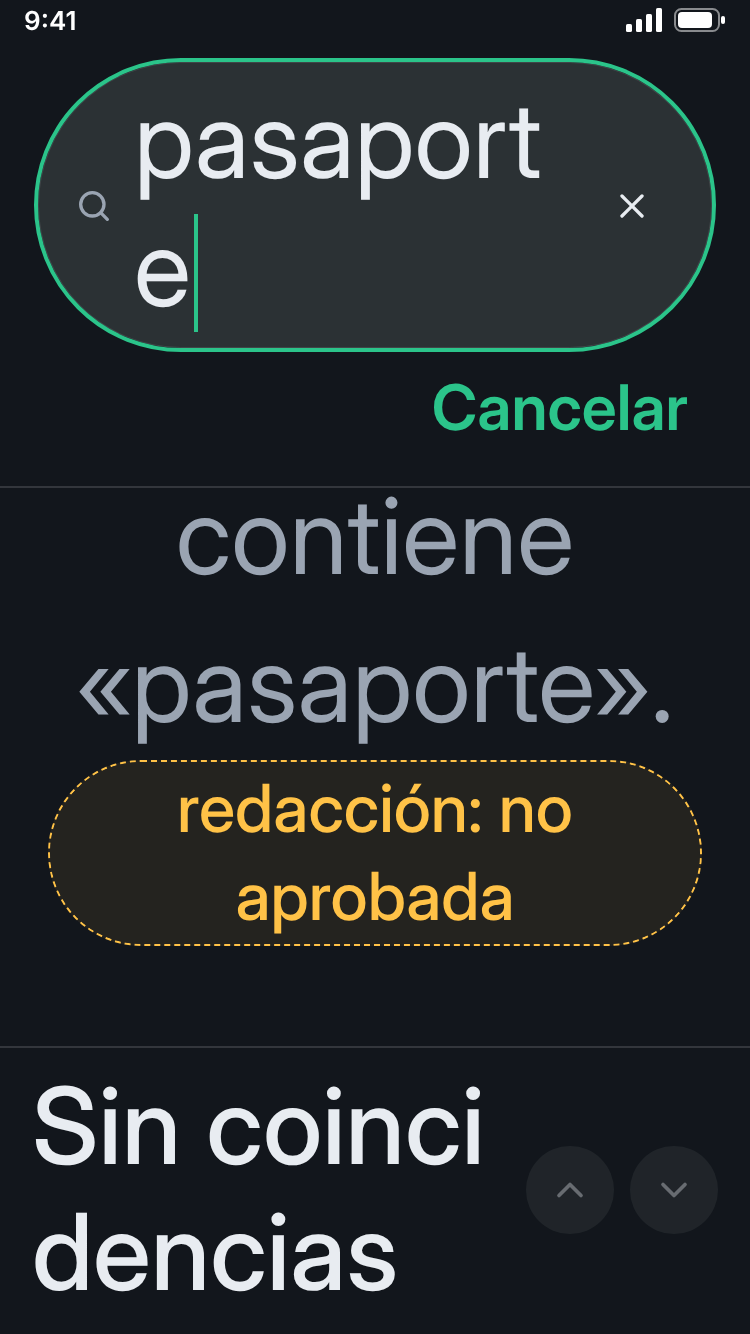 9:41
pasaport
e
Cancelar
contiene
«pasaporte».
redacción: no
aprobada
Sin coinci
dencias